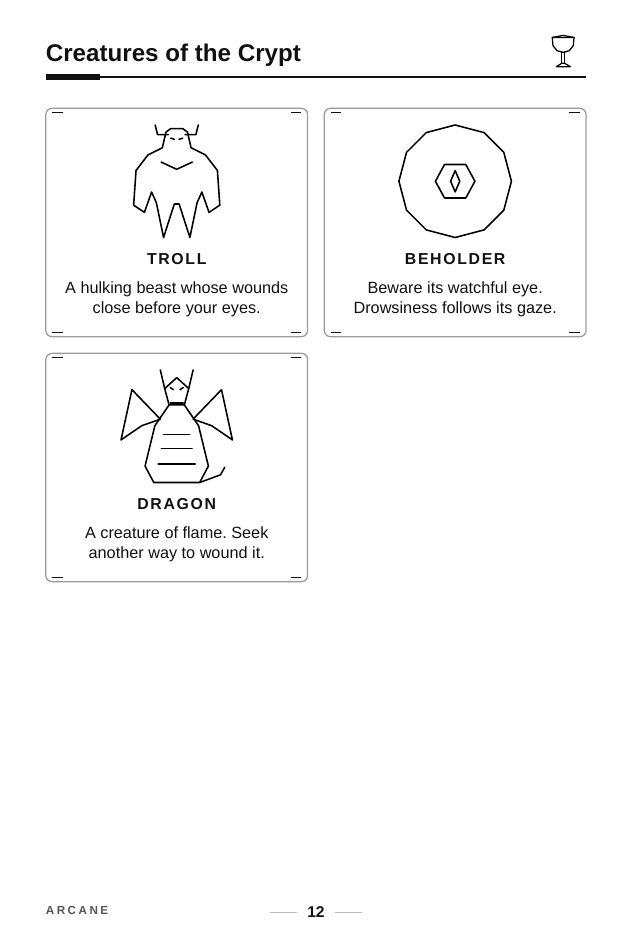 Creatures of the Crypt
TROLL
A hulking beast whose wounds
close before your eyes.
BEHOLDER
Beware its watchful eye.
Drowsiness follows its gaze.
DRAGON
A creature of flame. Seek
another way to wound it.
ARCANE
12